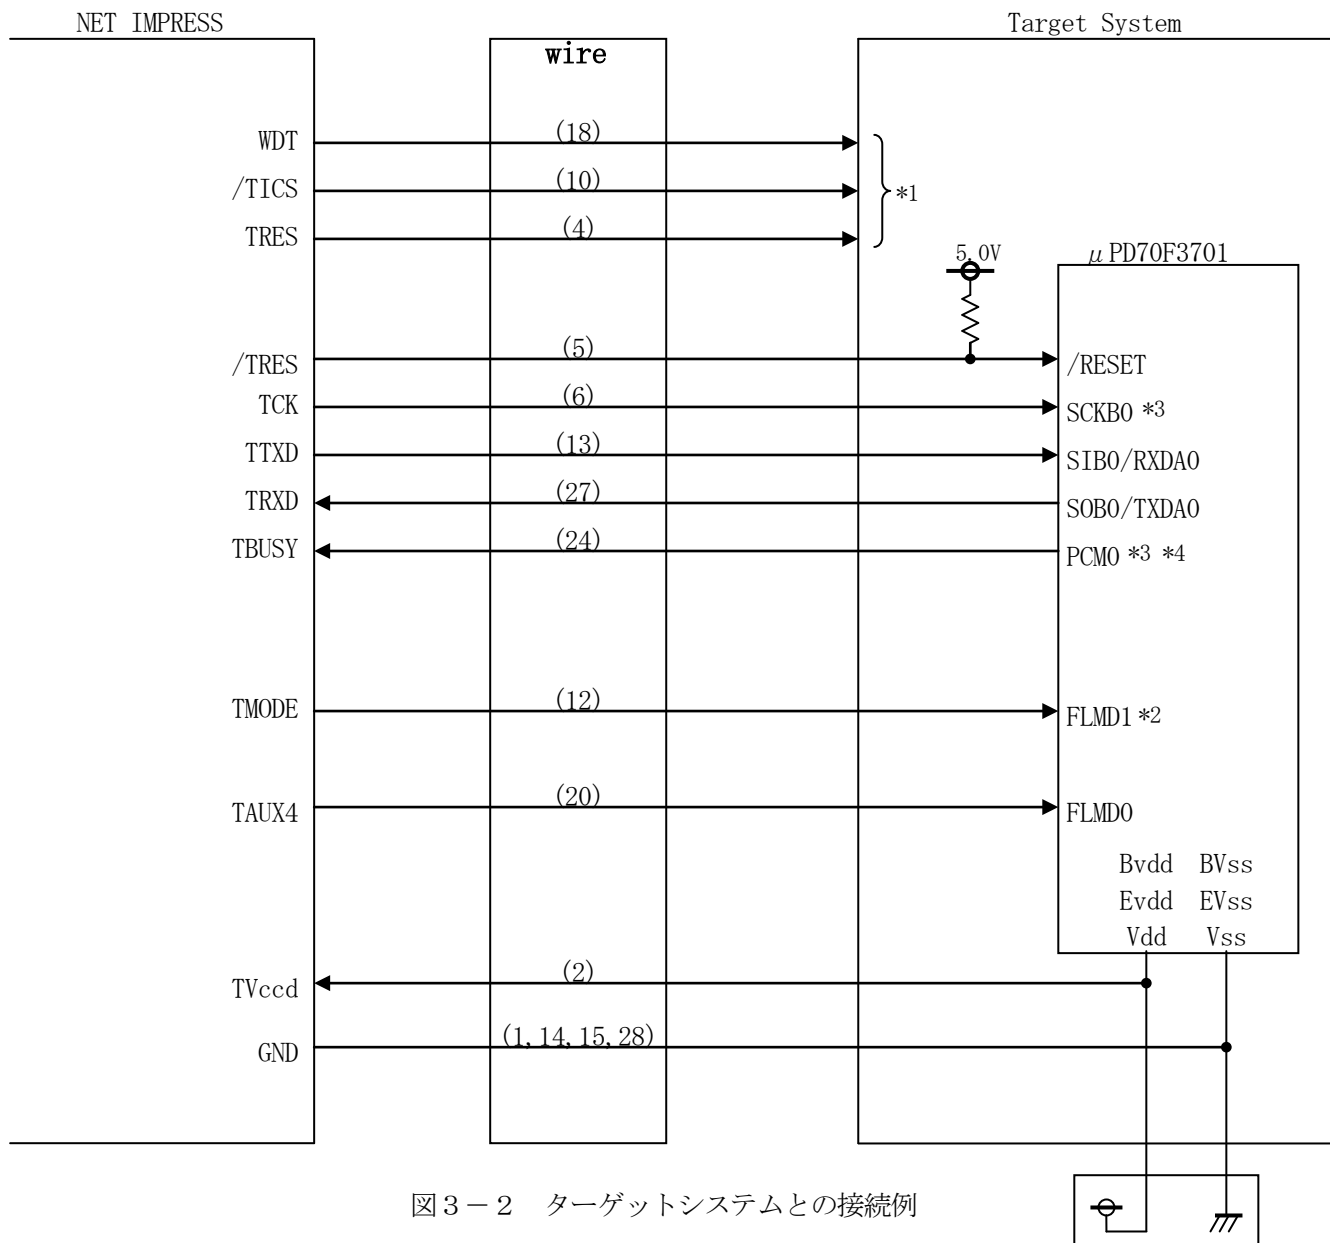 NET IMPRESS
wire
Target System
WDT (18)
/TICS (10) *1
TRES (4)
5.0V
μPD70F3701
/TRES (5) /RESET
TCK (6) SCKB0 *3
TTXD (13) SIB0/RXDA0
TRXD (27) SOB0/TXDA0
TBUSY (24) PCM0 *3 *4
TMODE (12) FLMD1 *2
TAUX4 (20) FLMD0
Bvdd BVss
Evdd EVss
Vdd Vss
TVccd (2)
GND (1,14,15,28)
図3-2 ターゲットシステムとの接続例